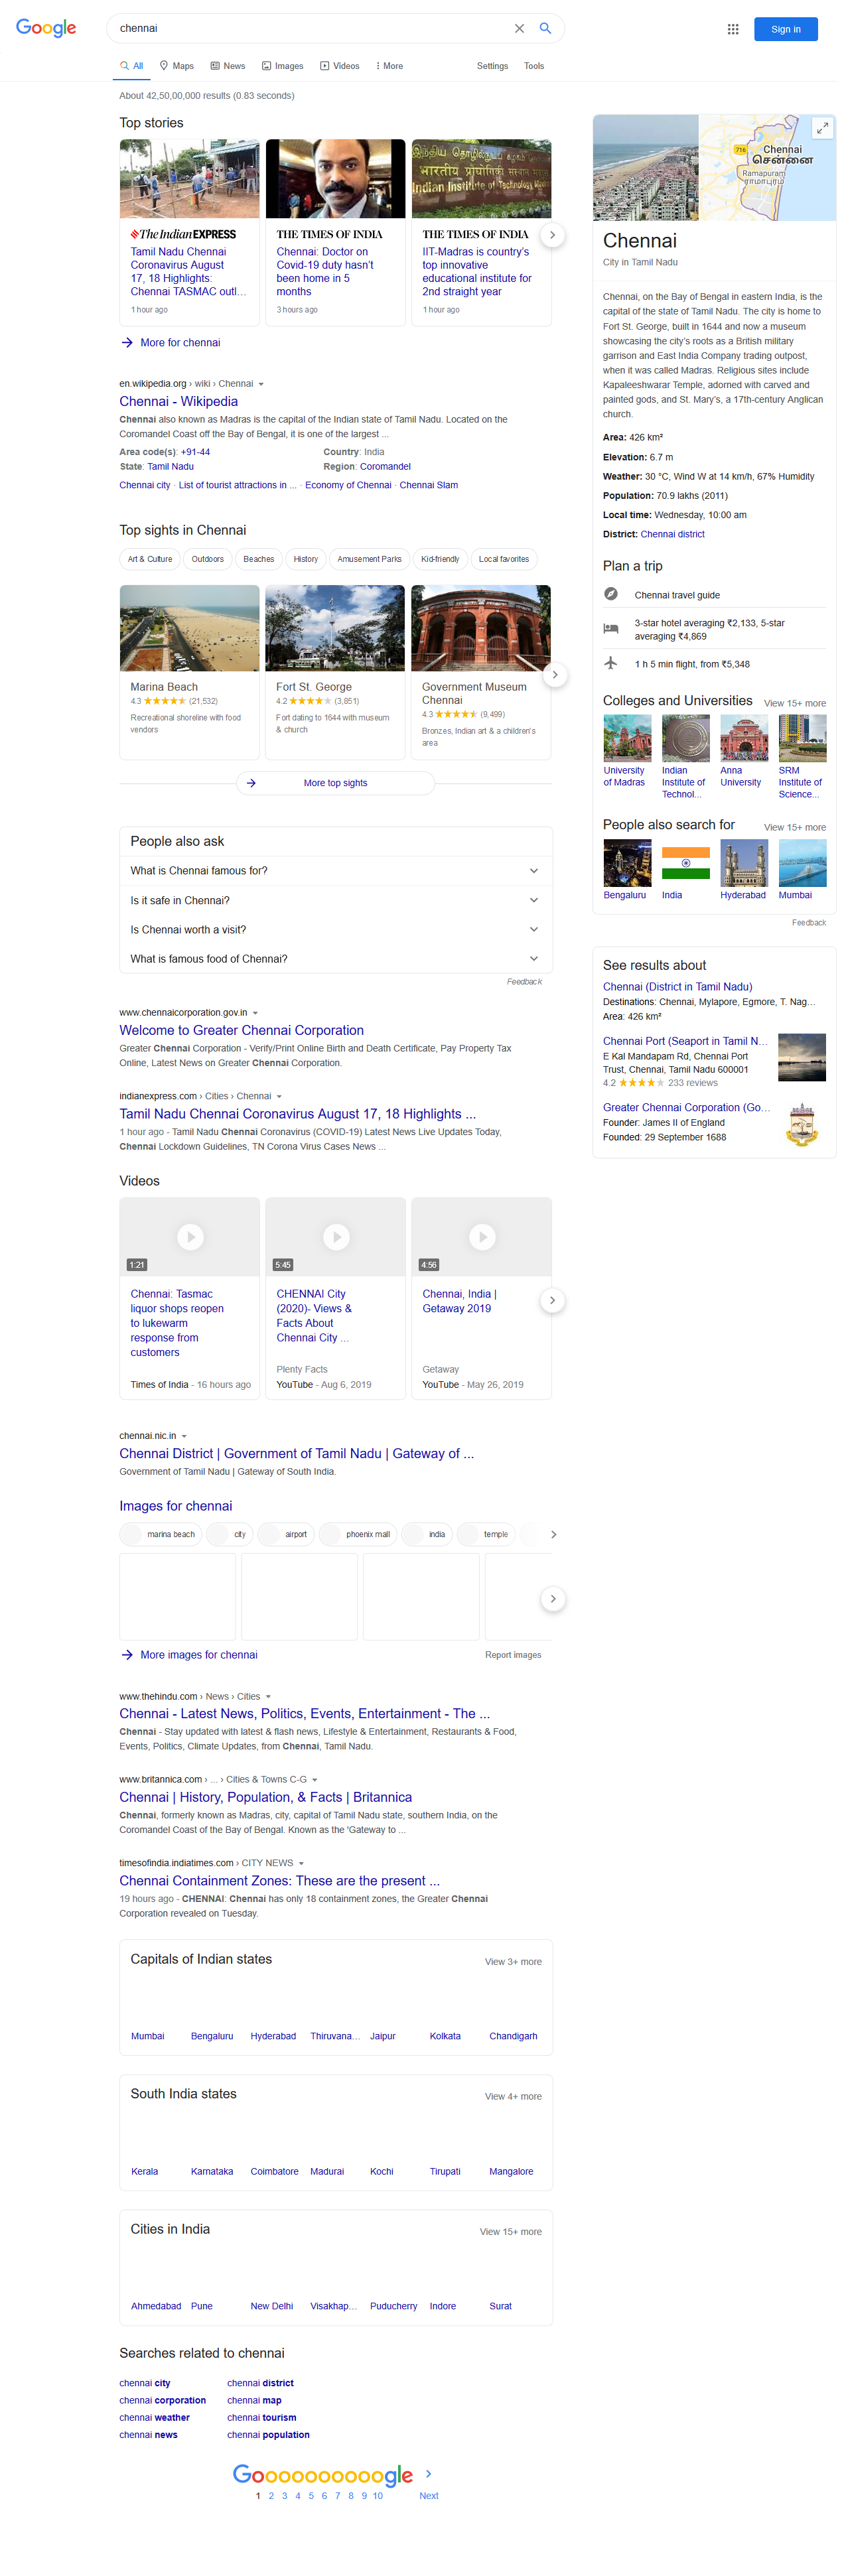 Google
chennai
Sign in
All
Maps
News
Images
Videos
More
Settings
Tools
About 42,50,00,000 results (0.83 seconds)
Top stories
The Indian EXPRESS
Tamil Nadu Chennai
Coronavirus August
17, 18 Highlights:
Chennai TASMAC outl...
1 hour ago
THE TIMES OF INDIA
Chennai: Doctor on
Covid-19 duty hasn't
been home in 5
months
3 hours ago
Indian Institute of Technology
THE TIMES OF INDIA
IIT-Madras is country's
top innovative
educational institute for
2nd straight year
1 hour ago
More for chennai
en.wikipedia.org › wiki › Chennai
Chennai - Wikipedia
Chennai also known as Madras is the capital of the Indian state of Tamil Nadu. Located on the
Coromandel Coast off the Bay of Bengal, it is one of the largest ...
Area code(s): +91-44
Country: India
State: Tamil Nadu
Region: Coromandel
Chennai city · List of tourist attractions in ... · Economy of Chennai · Chennai Slam
Top sights in Chennai
Art & Culture
Outdoors
Beaches
History
Amusement Parks
Kid-friendly
Local favorites
Marina Beach
4.3 (21,532)
Recreational shoreline with food
vendors
Fort St. George
4.2 (3,851)
Fort dating to 1644 with museum
& church
Government Museum
Chennai
4.3 (9,499)
Bronzes, Indian art & a children's
area
More top sights
People also ask
What is Chennai famous for?
Is it safe in Chennai?
Is Chennai worth a visit?
What is famous food of Chennai?
Feedback
www.chennaicorporation.gov.in
Welcome to Greater Chennai Corporation
Greater Chennai Corporation - Verify/Print Online Birth and Death Certificate, Pay Property Tax
Online, Latest News on Greater Chennai Corporation.
indianexpress.com › Cities › Chennai
Tamil Nadu Chennai Coronavirus August 17, 18 Highlights ...
1 hour ago - Tamil Nadu Chennai Coronavirus (COVID-19) Latest News Live Updates Today,
Chennai Lockdown Guidelines, TN Corona Virus Cases News ...
Videos
1:21
Chennai: Tasmac
liquor shops reopen
to lukewarm
response from
customers
Times of India - 16 hours ago
5:45
CHENNAI City
(2020)- Views &
Facts About
Chennai City ...
Plenty Facts
YouTube - Aug 6, 2019
4:56
Chennai, India |
Getaway 2019
Getaway
YouTube - May 26, 2019
chennai.nic.in
Chennai District | Government of Tamil Nadu | Gateway of ...
Government of Tamil Nadu | Gateway of South India.
Images for chennai
marina beach
city
airport
phoenix mall
india
temple
More images for chennai
Report images
www.thehindu.com › News › Cities
Chennai - Latest News, Politics, Events, Entertainment - The ...
Chennai - Stay updated with latest & flash news, Lifestyle & Entertainment, Restaurants & Food,
Events, Politics, Climate Updates, from Chennai, Tamil Nadu.
www.britannica.com › ... › Cities & Towns C-G
Chennai | History, Population, & Facts | Britannica
Chennai, formerly known as Madras, city, capital of Tamil Nadu state, southern India, on the
Coromandel Coast of the Bay of Bengal. Known as the 'Gateway to ...
timesofindia.indiatimes.com › CITY NEWS
Chennai Containment Zones: These are the present ...
19 hours ago - CHENNAI: Chennai has only 18 containment zones, the Greater Chennai
Corporation revealed on Tuesday.
Capitals of Indian states
View 3+ more
Mumbai
Bengaluru
Hyderabad
Thiruvana...
Jaipur
Kolkata
Chandigarh
South India states
View 4+ more
Kerala
Karnataka
Coimbatore
Madurai
Kochi
Tirupati
Mangalore
Cities in India
View 15+ more
Ahmedabad
Pune
New Delhi
Visakhap...
Puducherry
Indore
Surat
Searches related to chennai
chennai city
chennai district
chennai corporation
chennai map
chennai weather
chennai tourism
chennai news
chennai population
Goooooooooogle
1 2 3 4 5 6 7 8 9 10
Next
716
Chennai
சென்னை
Ramapuram
ராமாபுரம்
Chennai
City in Tamil Nadu
Chennai, on the Bay of Bengal in eastern India, is the
capital of the state of Tamil Nadu. The city is home to
Fort St. George, built in 1644 and now a museum
showcasing the city's roots as a British military
garrison and East India Company trading outpost,
when it was called Madras. Religious sites include
Kapaleeshwarar Temple, adorned with carved and
painted gods, and St. Mary's, a 17th-century Anglican
church.
Area: 426 km²
Elevation: 6.7 m
Weather: 30 °C, Wind W at 14 km/h, 67% Humidity
Population: 70.9 lakhs (2011)
Local time: Wednesday, 10:00 am
District: Chennai district
Plan a trip
Chennai travel guide
3-star hotel averaging ₹2,133, 5-star
averaging ₹4,869
1 h 5 min flight, from ₹5,348
Colleges and Universities
View 15+ more
University
of Madras
Indian
Institute of
Technol...
Anna
University
SRM
Institute of
Science...
People also search for
View 15+ more
Bengaluru
India
Hyderabad
Mumbai
Feedback
See results about
Chennai (District in Tamil Nadu)
Destinations: Chennai, Mylapore, Egmore, T. Nag...
Area: 426 km²
Chennai Port (Seaport in Tamil N...
E Kal Mandapam Rd, Chennai Port
Trust, Chennai, Tamil Nadu 600001
4.2 233 reviews
Greater Chennai Corporation (Go...
Founder: James II of England
Founded: 29 September 1688